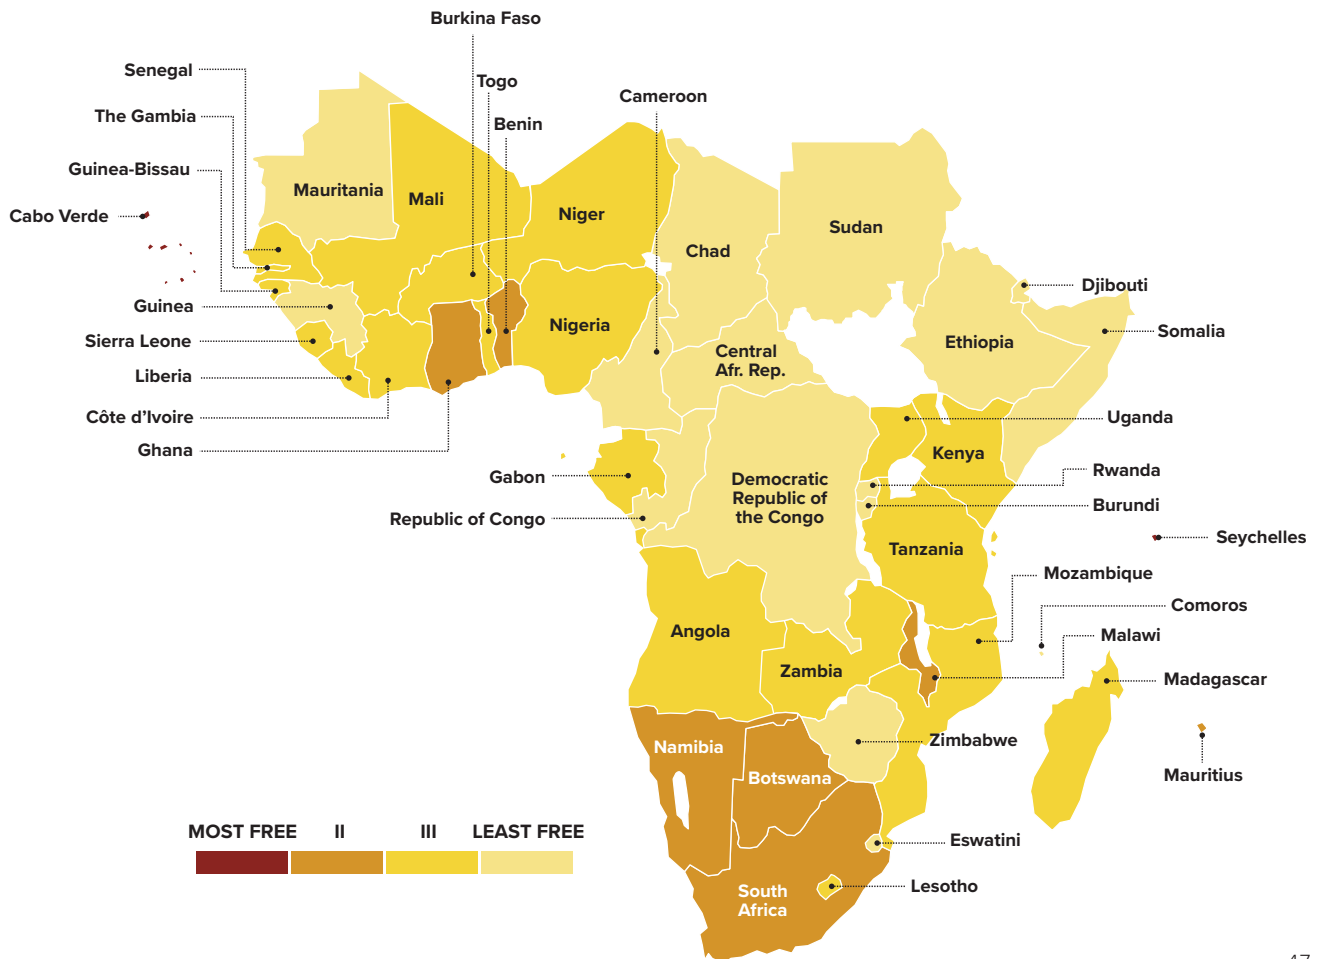 Burkina Faso
Senegal
Togo
Cameroon
The Gambia
Benin
Guinea-Bissau
Mauritania
Mali
Niger
Cabo Verde
Sudan
Chad
Djibouti
Guinea
Nigeria
Somalia
Sierra Leone
Ethiopia
Central
Afr. Rep.
Liberia
Côte d'Ivoire
Uganda
Ghana
Kenya
Rwanda
Gabon
Democratic
Republic of
the Congo
Burundi
Republic of Congo
Seychelles
Tanzania
Mozambique
Comoros
Angola
Malawi
Zambia
Madagascar
Zimbabwe
Namibia
Botswana
Mauritius
MOST FREE II III LEAST FREE
Eswatini
Lesotho
South
Africa